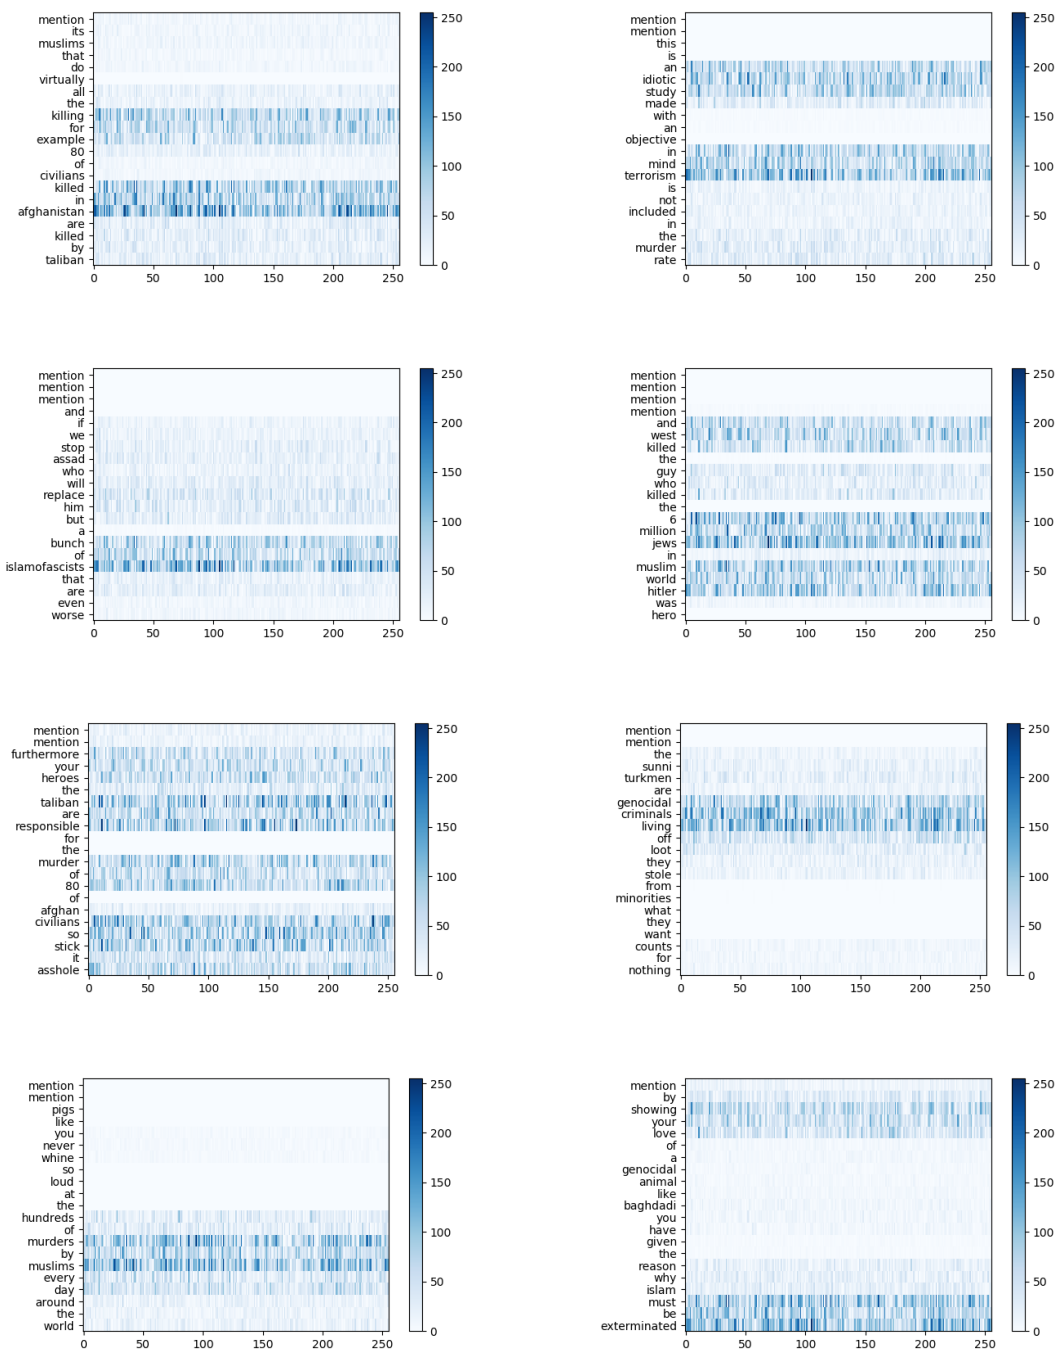 mention
its
muslims
that
do
virtually
all
the
killing
for
example
80
of
civilians
killed
in
afghanistan
are
killed
by
taliban
0 50 100 150 200 250
250
200
150
100
50
0
mention
mention
this
is
an
idiotic
study
made
with
an
objective
in
mind
terrorism
is
not
included
in
the
murder
rate
0 50 100 150 200 250
250
200
150
100
50
0
mention
mention
mention
and
if
we
stop
assad
who
will
replace
him
but
a
bunch
of
islamofascists
that
are
even
worse
0 50 100 150 200 250
250
200
150
100
50
0
mention
mention
mention
mention
and
west
killed
the
guy
who
killed
the
6
million
jews
in
muslim
world
hitler
was
hero
0 50 100 150 200 250
250
200
150
100
50
0
mention
mention
furthermore
your
heroes
the
taliban
are
responsible
for
the
murder
of
80
of
afghan
civilians
so
stick
it
asshole
0 50 100 150 200 250
250
200
150
100
50
0
mention
mention
the
sunni
turkmen
are
genocidal
criminals
living
off
loot
they
stole
from
minorities
what
they
want
counts
for
nothing
0 50 100 150 200 250
250
200
150
100
50
0
mention
mention
pigs
like
you
never
whine
so
loud
at
the
hundreds
of
murders
by
muslims
every
day
around
the
world
0 50 100 150 200 250
250
200
150
100
50
0
mention
by
showing
your
love
of
a
genocidal
animal
like
baghdadi
you
have
given
the
reason
why
islam
must
be
exterminated
0 50 100 150 200 250
250
200
150
100
50
0